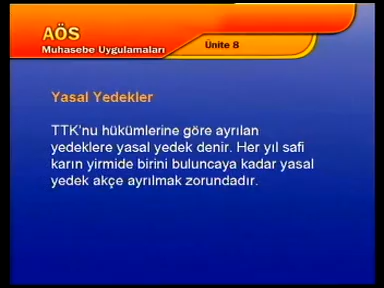 AÖS
Muhasebe Uygulamaları
Ünite 8
Yasal Yedekler
TTK'nu hükümlerine göre ayrılan
yedeklere yasal yedek denir. Her yıl safi
karın yirmide birini buluncaya kadar yasal
yedek akçe ayrılmak zorundadır.